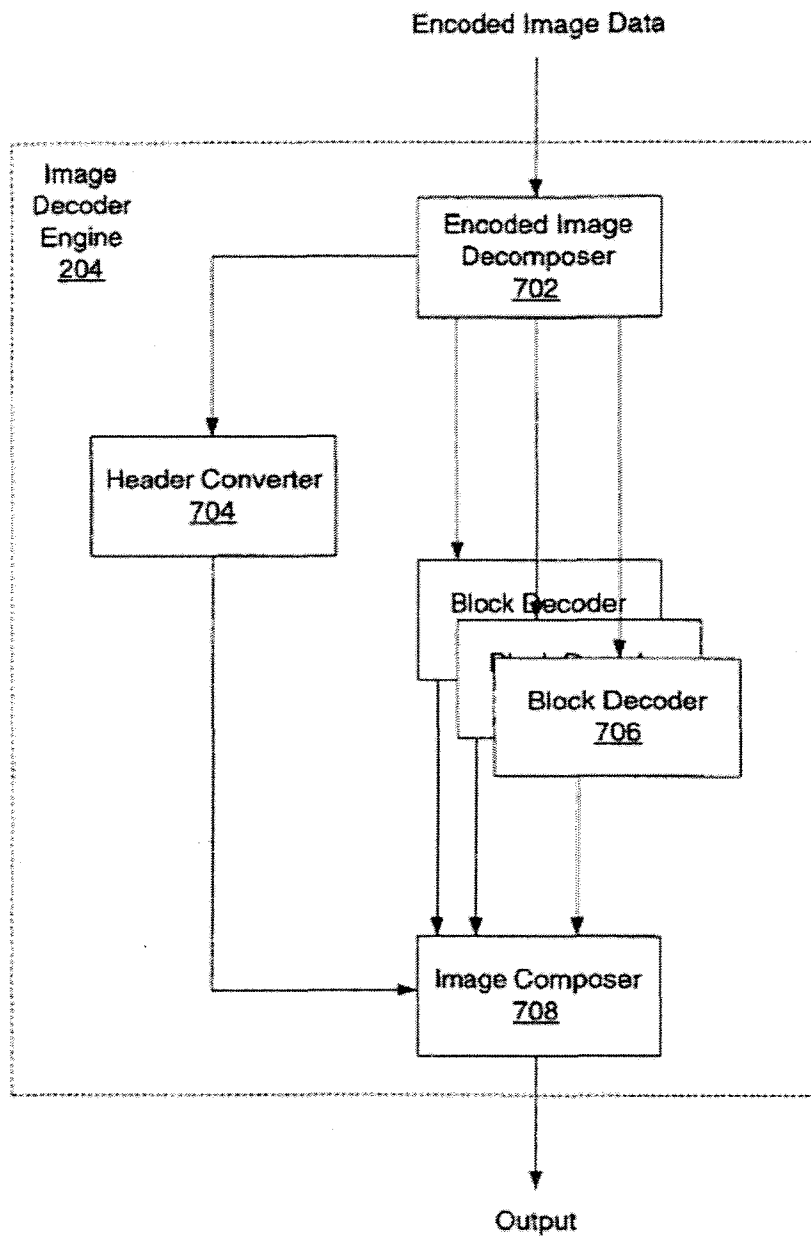 Encoded Image Data
Image
Decoder
Engine
204
Encoded Image
Decomposer
702
Header Converter
704
Block Decoder
Block Decoder
706
Image Composer
708
Output